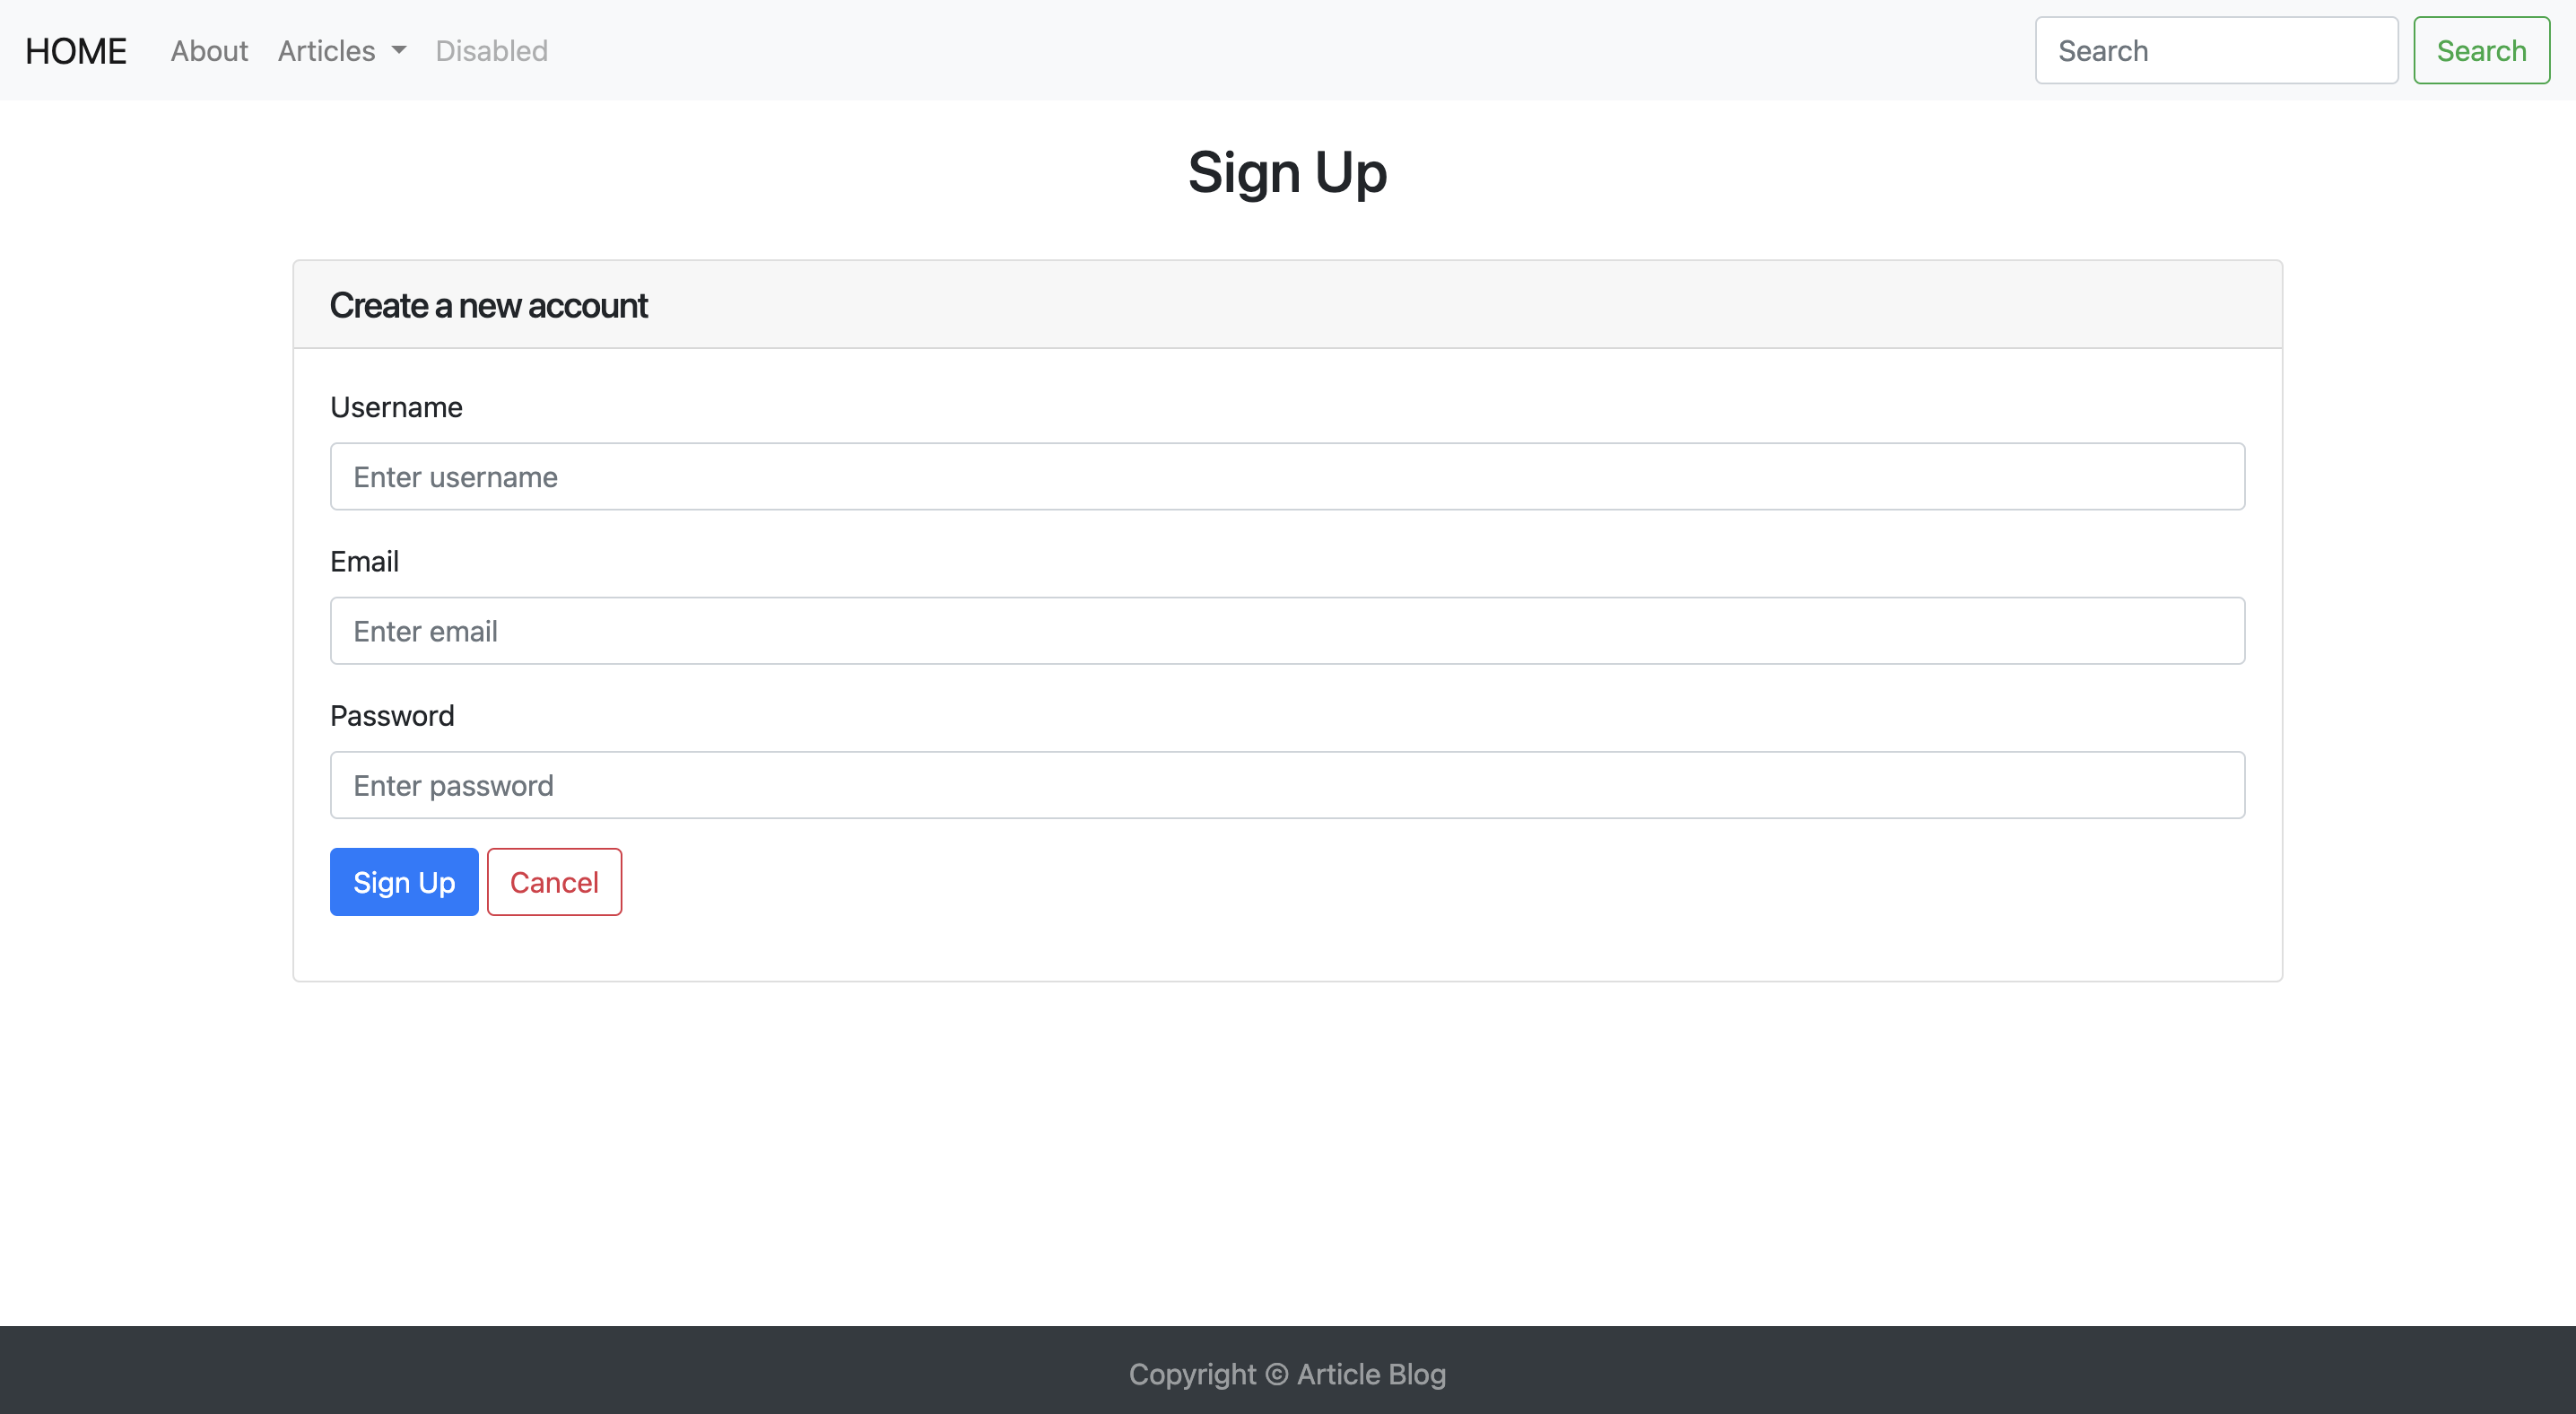 HOME About Articles Disabled Search Search
Sign Up
Create a new account
Username
Enter username
Email
Enter email
Password
Enter password
Sign Up Cancel
Copyright © Article Blog